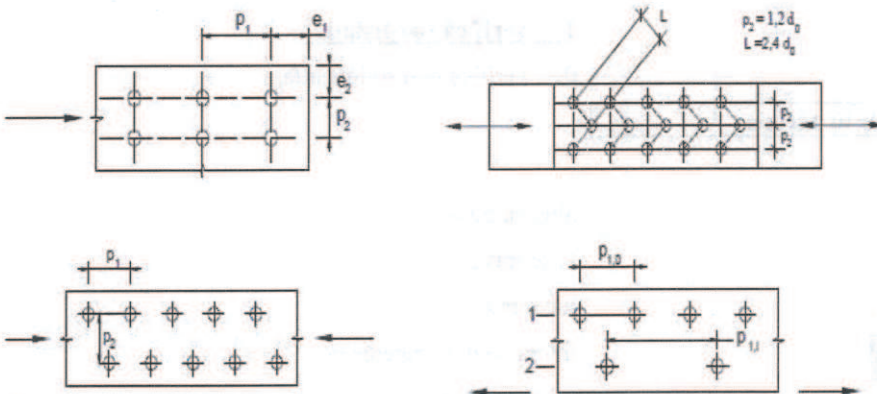 p1
e1
e2
p2
L
p2 = 1,2 d0
L = 2,4 d0
p2
p2
p1
p2
p1,0
1
p1,i
2